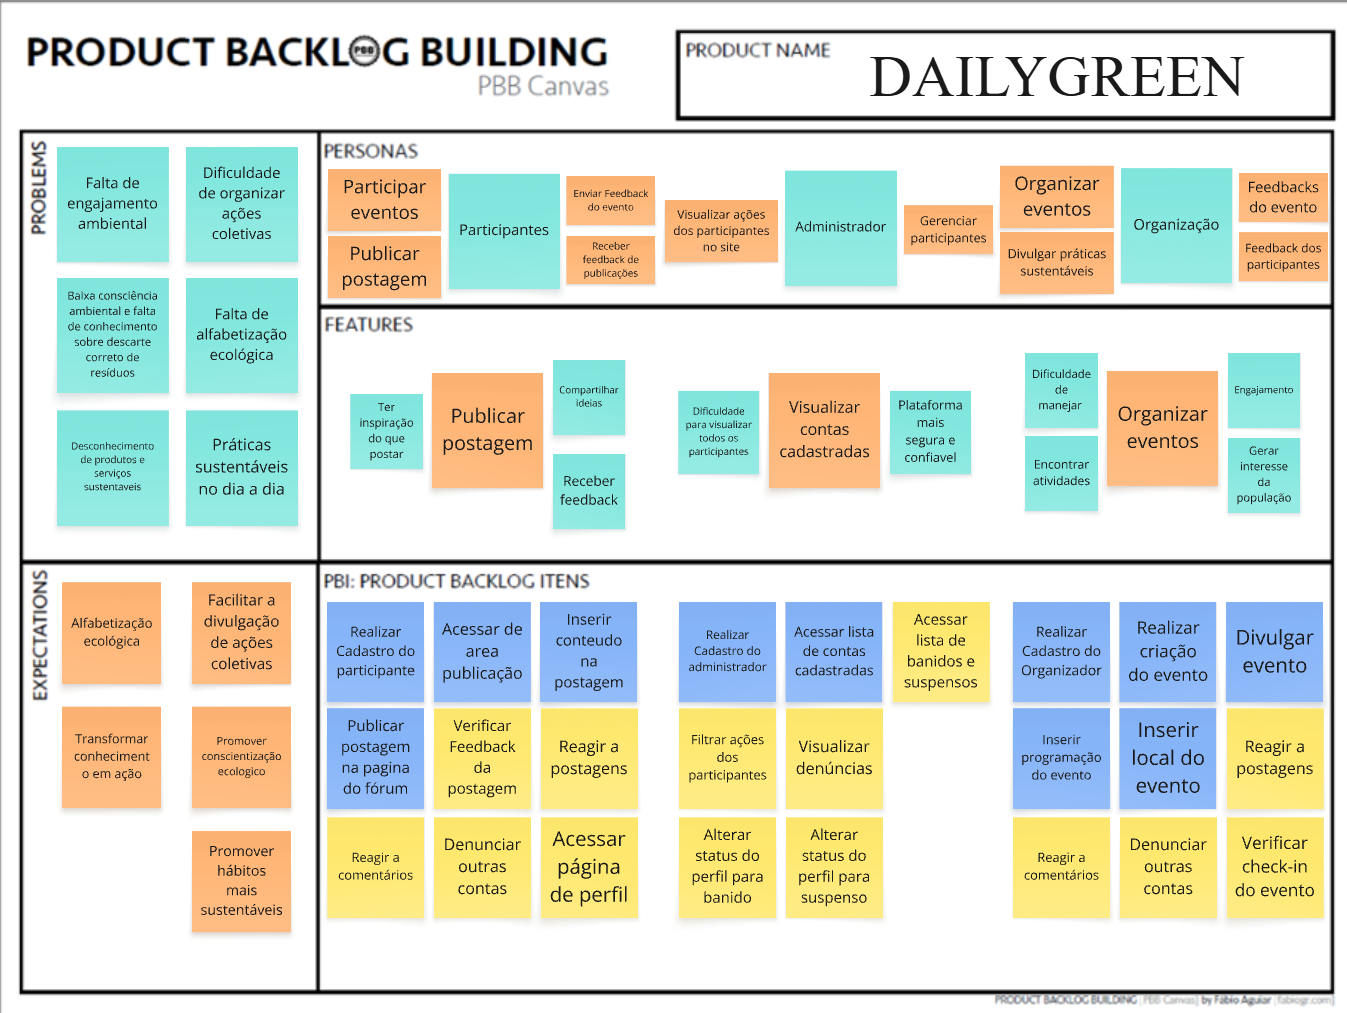 PRODUCT BACKLOG BUILDING
PBB
PBB Canvas
PRODUCT NAME
DAILYGREEN
PROBLEMS
Falta de
engajamento
ambiental
Dificuldade
de organizar
ações
coletivas
Baixa consciência
ambiental e falta
de conhecimento
sobre descarte
correto de
resíduos
Falta de
alfabetização
ecológica
Desconhecimento
de produtos e
serviços
sustentaveis
Práticas
sustentáveis
no dia a dia
PERSONAS
Participar
eventos
Publicar
postagem
Participantes
Enviar Feedback
do evento
Receber
feedback de
publicações
Visualizar ações
dos participantes
no site
Administrador
Gerenciar
participantes
Organizar
eventos
Divulgar práticas
sustentáveis
Organização
Feedbacks
do evento
Feedback dos
participantes
FEATURES
Ter
inspiração
do que
postar
Publicar
postagem
Compartilhar
ideias
Receber
feedback
Dificuldade
para visualizar
todos os
participantes
Visualizar
contas
cadastradas
Plataforma
mais
segura e
confiavel
Dificuldade
de
manejar
Encontrar
atividades
Organizar
eventos
Engajamento
Gerar
interesse
da
população
EXPECTATIONS
Alfabetização
ecológica
Facilitar a
divulgação
de ações
coletivas
Transformar
conheciment
o em ação
Promover
conscientização
ecologico
Promover
hábitos
mais
sustentáveis
PBI: PRODUCT BACKLOG ITENS
Realizar
Cadastro do
participante
Acessar de
area
publicação
Inserir
conteudo
na
postagem
Publicar
postagem
na pagina
do fórum
Verificar
Feedback
da
postagem
Reagir a
postagens
Reagir a
comentários
Denunciar
outras
contas
Acessar
página
de perfil
Realizar
Cadastro do
administrador
Acessar lista
de contas
cadastradas
Acessar
lista de
banidos e
suspensos
Filtrar ações
dos
participantes
Visualizar
denúncias
Alterar
status do
perfil para
banido
Alterar
status do
perfil para
suspenso
Realizar
Cadastro do
Organizador
Realizar
criação
do evento
Divulgar
evento
Inserir
programação
do evento
Inserir
local do
evento
Reagir a
postagens
Reagir a
comentários
Denunciar
outras
contas
Verificar
check-in
do evento
PRODUCT BACKLOG BUILDING [PBB Canvas] by Fábio Aguiar [fabiogr.com]